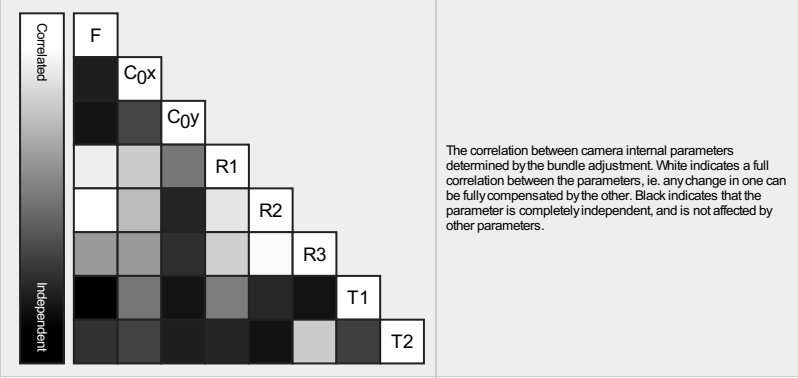 Correlated
Independent
F
C0x
C0y
R1
R2
R3
T1
T2
The correlation between camera internal parameters
determined by the bundle adjustment. White indicates a full
correlation between the parameters, ie. any change in one can
be fully compensated by the other. Black indicates that the
parameter is completely independent, and is not affected by
other parameters.